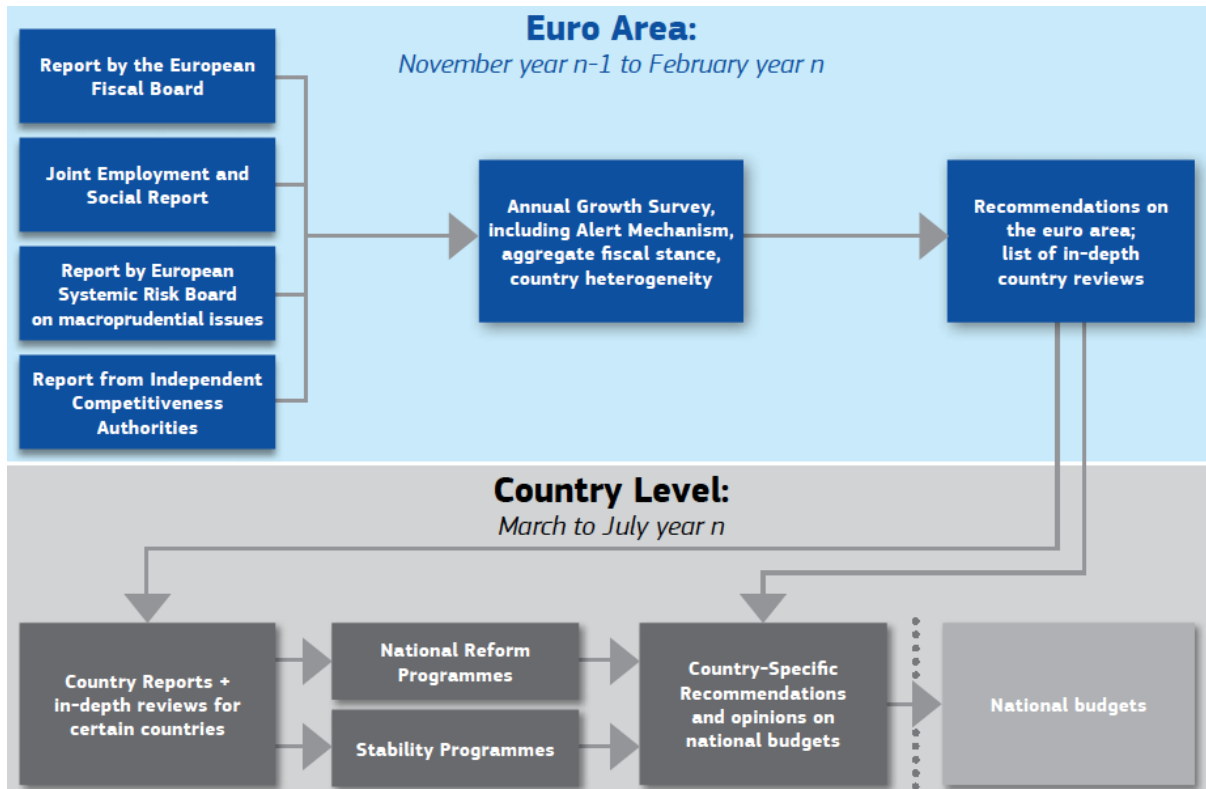 Euro Area:
November year n-1 to February year n
Report by the European
Fiscal Board
Joint Employment and
Social Report
Report by European
Systemic Risk Board
on macroprudential issues
Report from Independent
Competitiveness
Authorities
Annual Growth Survey,
including Alert Mechanism,
aggregate fiscal stance,
country heterogeneity
Recommendations on
the euro area;
list of in-depth
country reviews
Country Level:
March to July year n
Country Reports +
in-depth reviews for
certain countries
National Reform
Programmes
Stability Programmes
Country-Specific
Recommendations
and opinions on
national budgets
National budgets